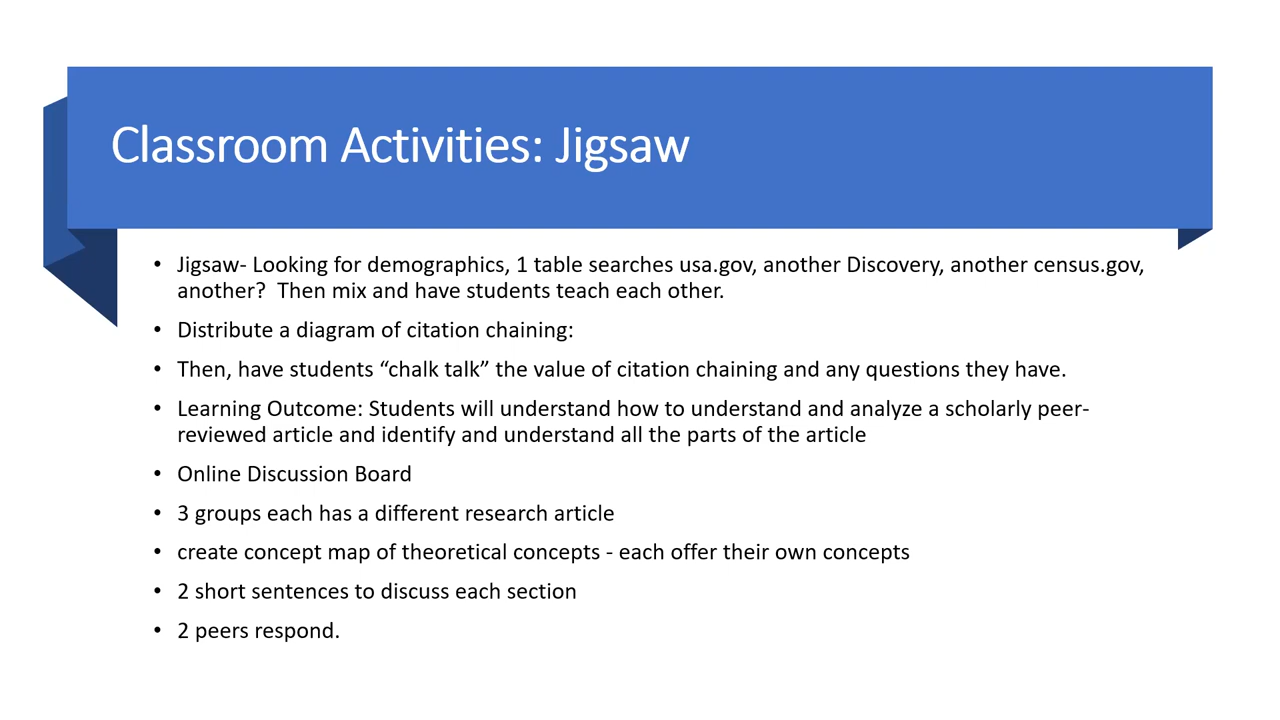 Classroom Activities: Jigsaw
• Jigsaw- Looking for demographics, 1 table searches usa.gov, another Discovery, another census.gov,
another?  Then mix and have students teach each other.
• Distribute a diagram of citation chaining:
• Then, have students “chalk talk” the value of citation chaining and any questions they have.
• Learning Outcome: Students will understand how to understand and analyze a scholarly peer-
reviewed article and identify and understand all the parts of the article
• Online Discussion Board
• 3 groups each has a different research article
• create concept map of theoretical concepts - each offer their own concepts
• 2 short sentences to discuss each section
• 2 peers respond.